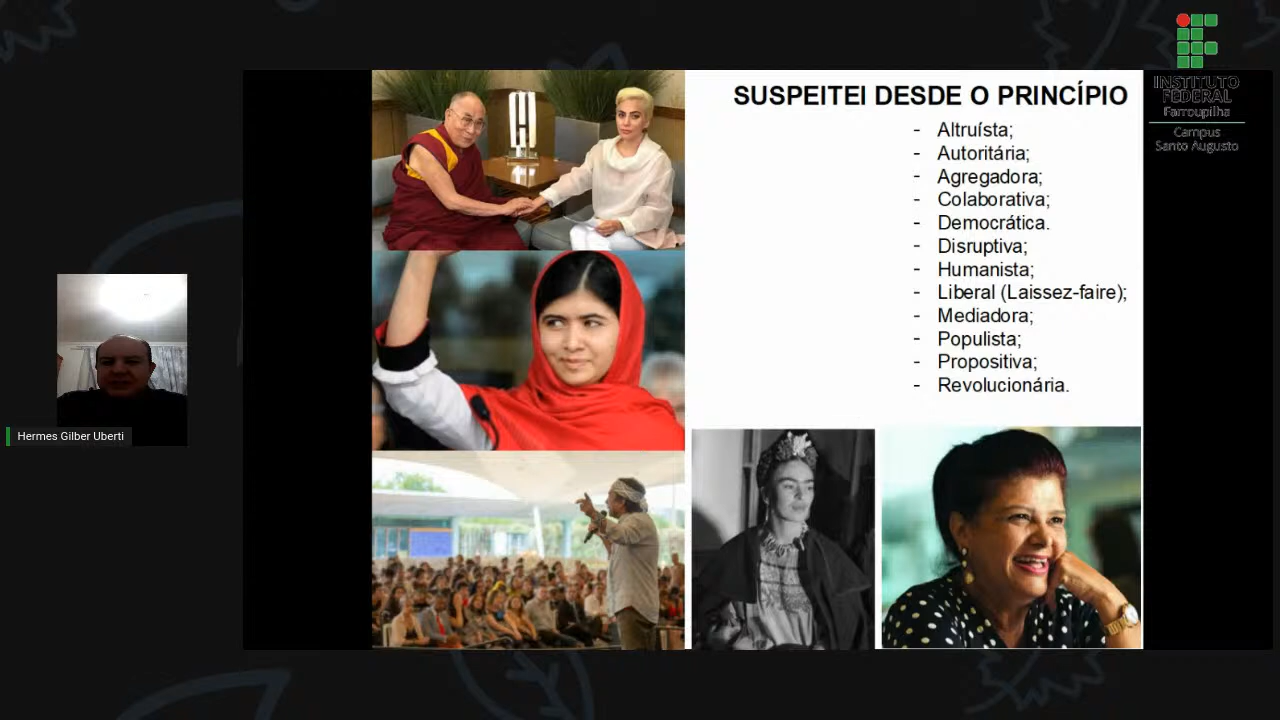 INSTITUTO
FEDERAL
Farroupilha
Campus
Santo Augusto
SUSPEITEI DESDE O PRINCÍPIO
- Altruísta;
- Autoritária;
- Agregadora;
- Colaborativa;
- Democrática.
- Disruptiva;
- Humanista;
- Liberal (Laissez-faire);
- Mediadora;
- Populista;
- Propositiva;
- Revolucionária.
Hermes Gilber Uberti